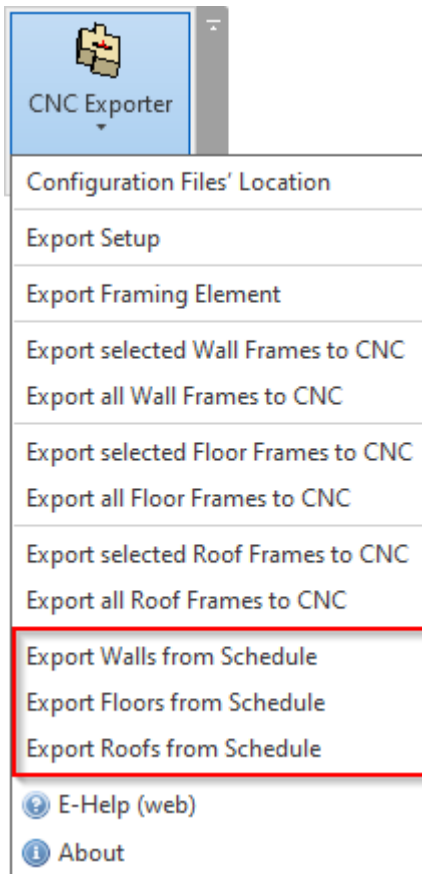 CNC Exporter
Configuration Files' Location
Export Setup
Export Framing Element
Export selected Wall Frames to CNC
Export all Wall Frames to CNC
Export selected Floor Frames to CNC
Export all Floor Frames to CNC
Export selected Roof Frames to CNC
Export all Roof Frames to CNC
Export Walls from Schedule
Export Floors from Schedule
Export Roofs from Schedule
E-Help (web)
About